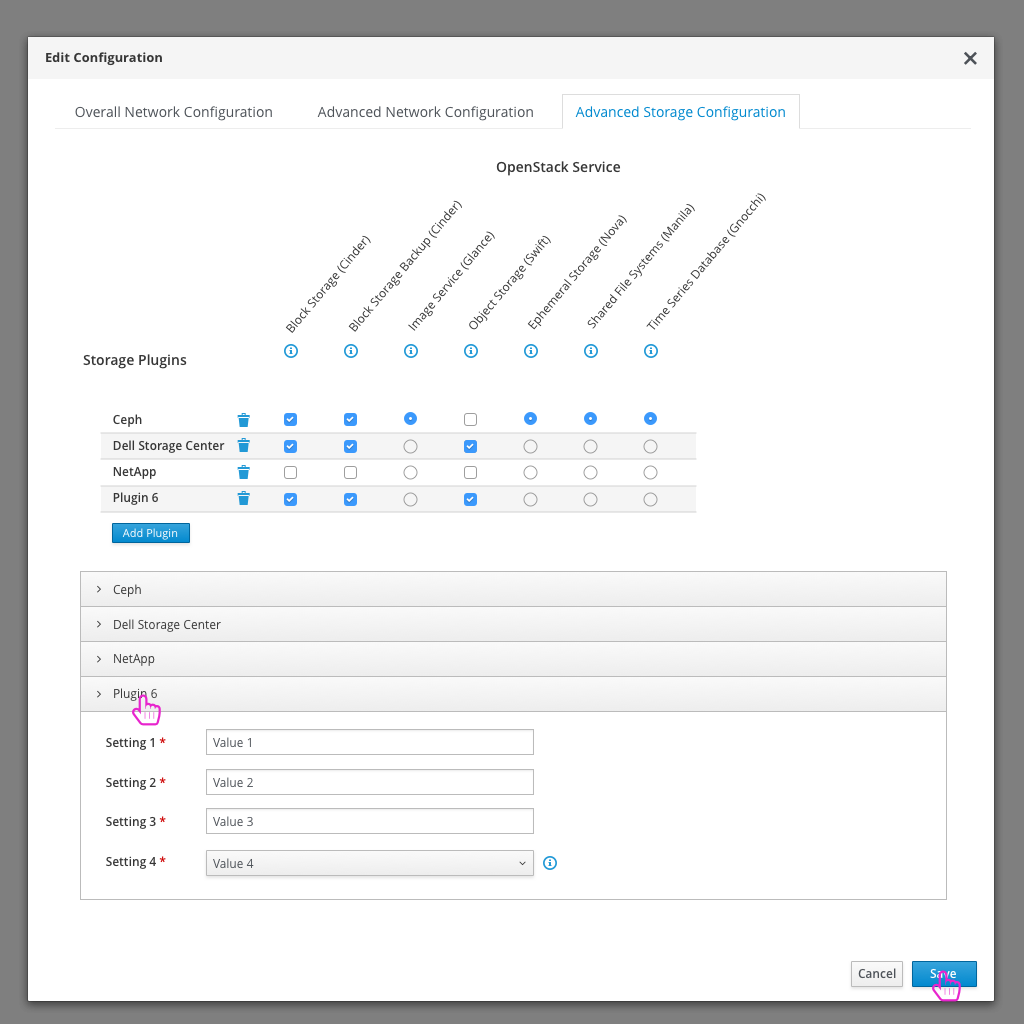 Edit Configuration
Overall Network Configuration
Advanced Network Configuration
Advanced Storage Configuration
OpenStack Service
Block Storage (Cinder)
Block Storage Backup (Cinder)
Image Service (Glance)
Object Storage (Swift)
Ephemeral Storage (Nova)
Shared File Systems (Manila)
Time Series Database (Gnocchi)
Storage Plugins
Ceph
Dell Storage Center
NetApp
Plugin 6
Add Plugin
Ceph
Dell Storage Center
NetApp
Plugin 6
Setting 1 *
Value 1
Setting 2 *
Value 2
Setting 3 *
Value 3
Setting 4 *
Value 4
Cancel
Save